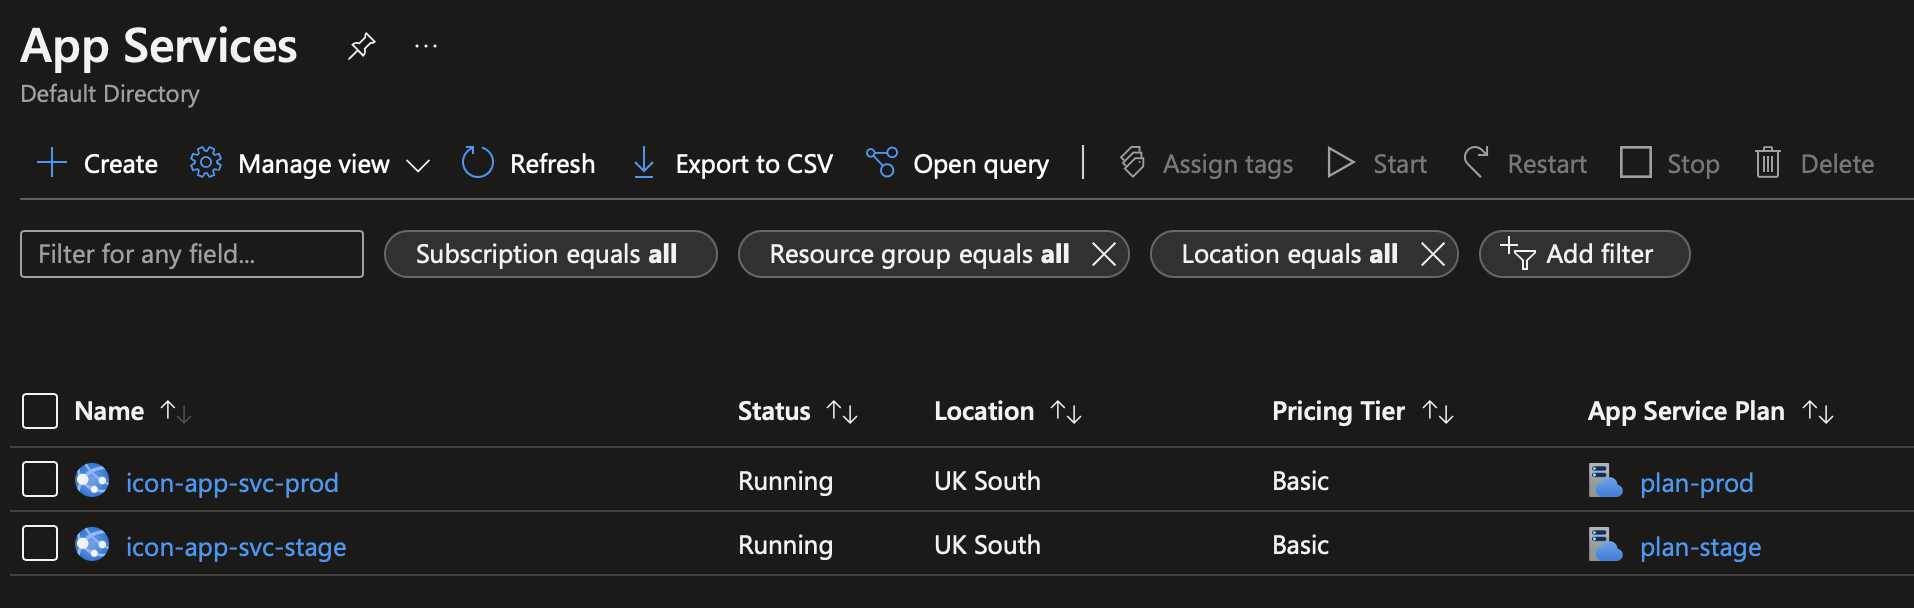 App Services
Default Directory
Create Manage view Refresh Export to CSV Open query Assign tags Start Restart Stop Delete
Filter for any field... Subscription equals all Resource group equals all Location equals all Add filter
Name Status Location Pricing Tier App Service Plan
icon-app-svc-prod Running UK South Basic plan-prod
icon-app-svc-stage Running UK South Basic plan-stage